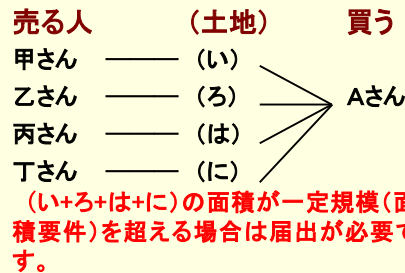 売る人 （土地） 買う
甲さん （い）
乙さん （ろ） Aさん
丙さん （は）
丁さん （に）
（い+ろ+は+に）の面積が一定規模（面
積要件）を超える場合は届出が必要で
す。